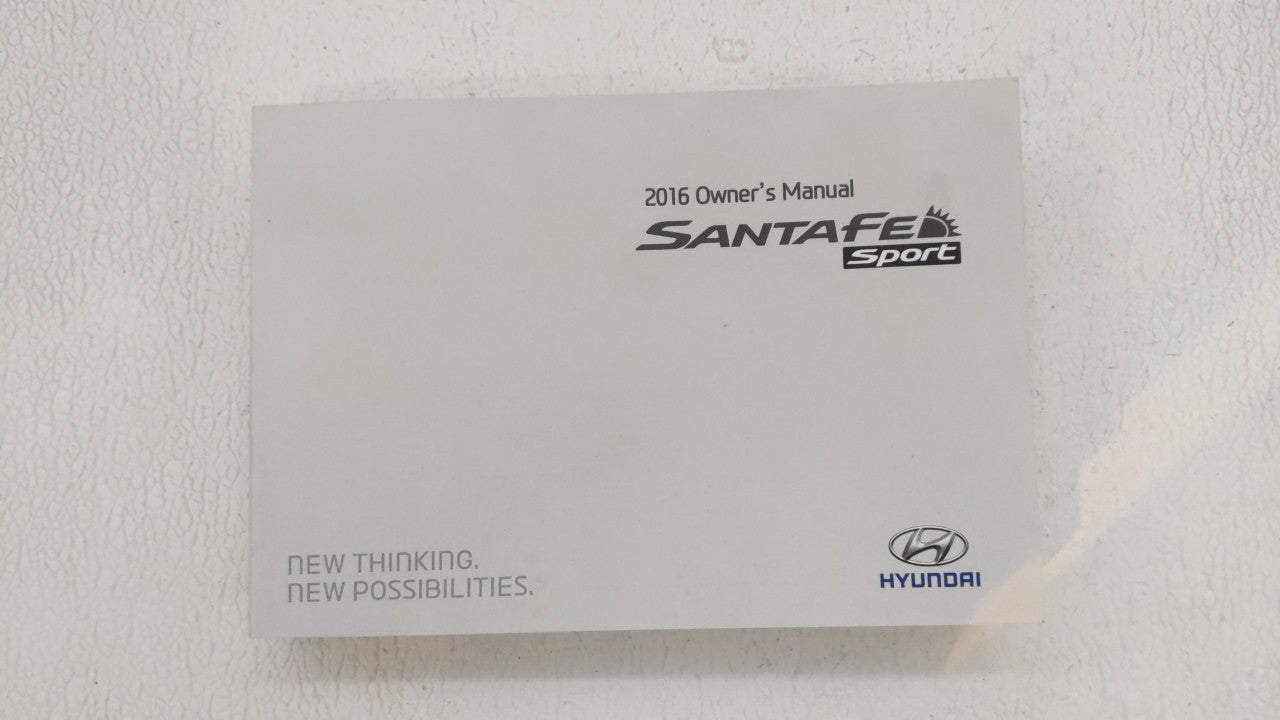 2016 Owner's Manual
SANTAFE
Sport
NEW THINKING.
NEW POSSIBILITIES.
HYUNDAI